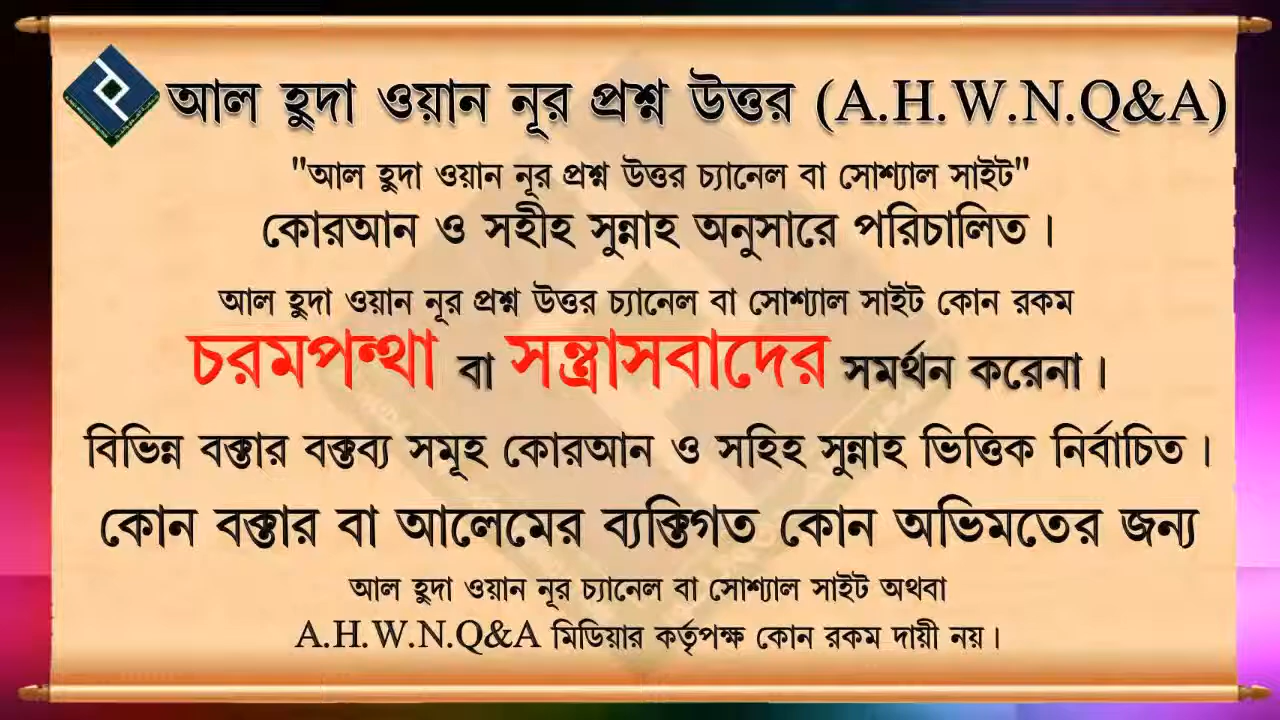 আল হুদা ওয়ান নূর প্রশ্ন উত্তর (A.H.W.N.Q&A)
"আল হুদা ওয়ান নূর প্রশ্ন উত্তর চ্যানেল বা সোশ্যাল সাইট"
কোরআন ও সহীহ সুন্নাহ অনুসারে পরিচালিত।
আল হুদা ওয়ান নূর প্রশ্ন উত্তর চ্যানেল বা সোশ্যাল সাইট কোন রকম
চরমপন্থা বা সন্ত্রাসবাদের সমর্থন করেনা।
বিভিন্ন বক্তার বক্তব্য সমূহ কোরআন ও সহিহ সুন্নাহ ভিত্তিক নির্বাচিত।
কোন বক্তার বা আলেমের ব্যক্তিগত কোন অভিমতের জন্য
আল হুদা ওয়ান নূর চ্যানেল বা সোশ্যাল সাইট অথবা
A.H.W.N.Q&A মিডিয়ার কর্তৃপক্ষ কোন রকম দায়ী নয়।